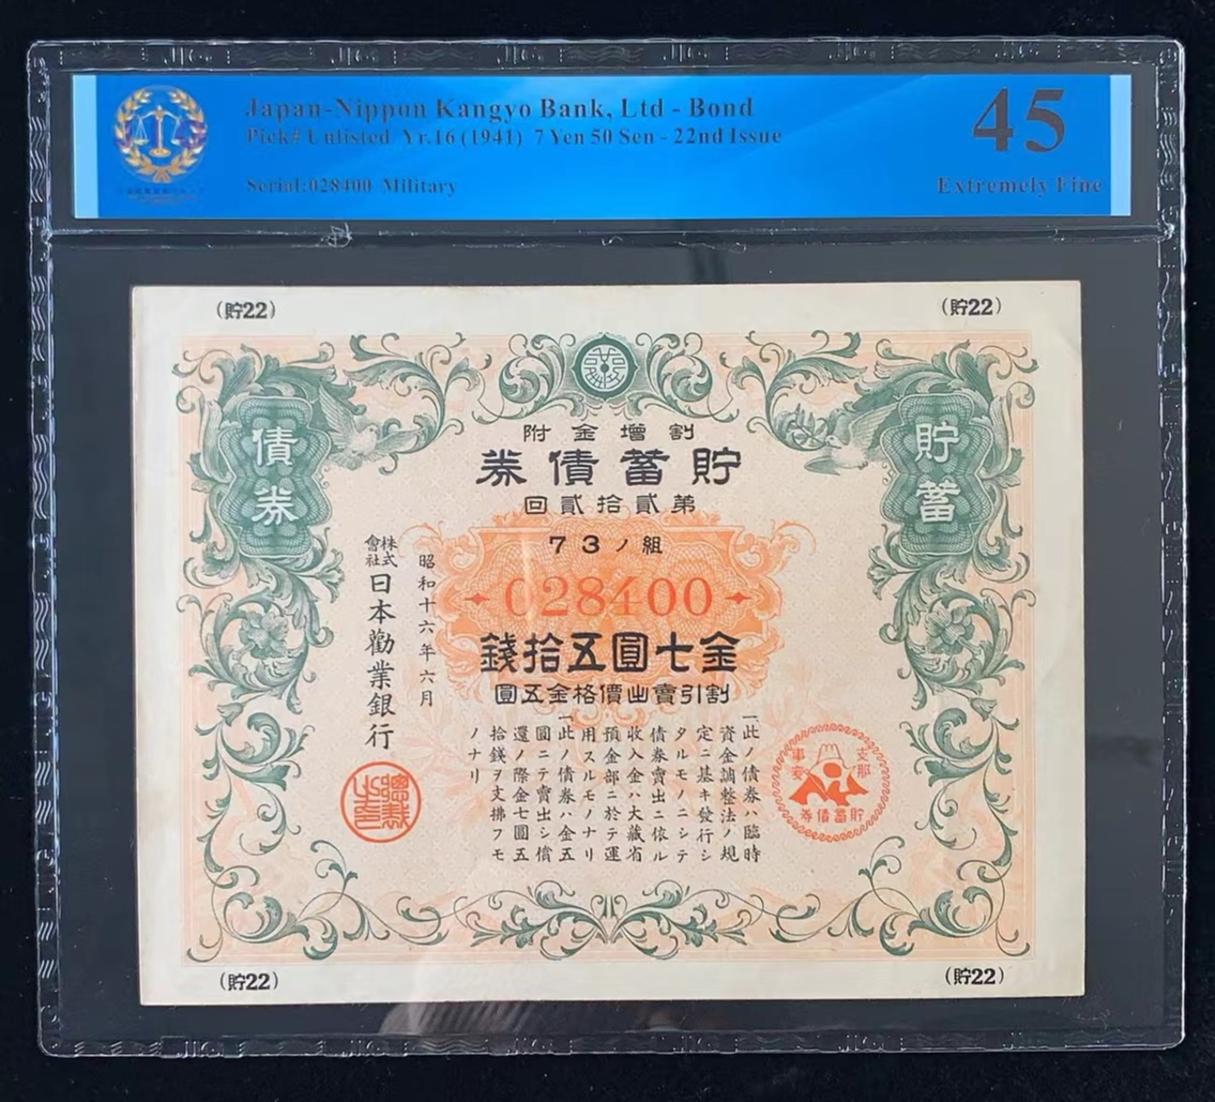 Japan-Nippon Kangyo Bank, Ltd - Bond
Pick# Unlisted Yr.16 (1941) 7 Yen 50 Sen - 22nd Issue
Serial:028400 Military
45
Extremely Fine
(貯22)
(貯22)
貯蓄
債券
割增金附
貯蓄債券
第貳拾貳回
73ノ組
028400
金七圓五拾錢
割引賣出價格金五圓
一此ノ債券ハ臨時
資金調整法ノ規
定ニ基キ發行シ
タルモノニシテ
債券賣出ニ依ル
收入金ハ大藏省
預金部ニ於テ運
用スルモノナリ
一此ノ債券ハ金五
圓ニテ賣出シ償
還ノ際金七圓五
拾錢ヲ支拂フモ
ノナリ
昭和十六年六月
株式會社日本勸業銀行
總裁之印
支那事變
貯蓄債券
(貯22)
(貯22)